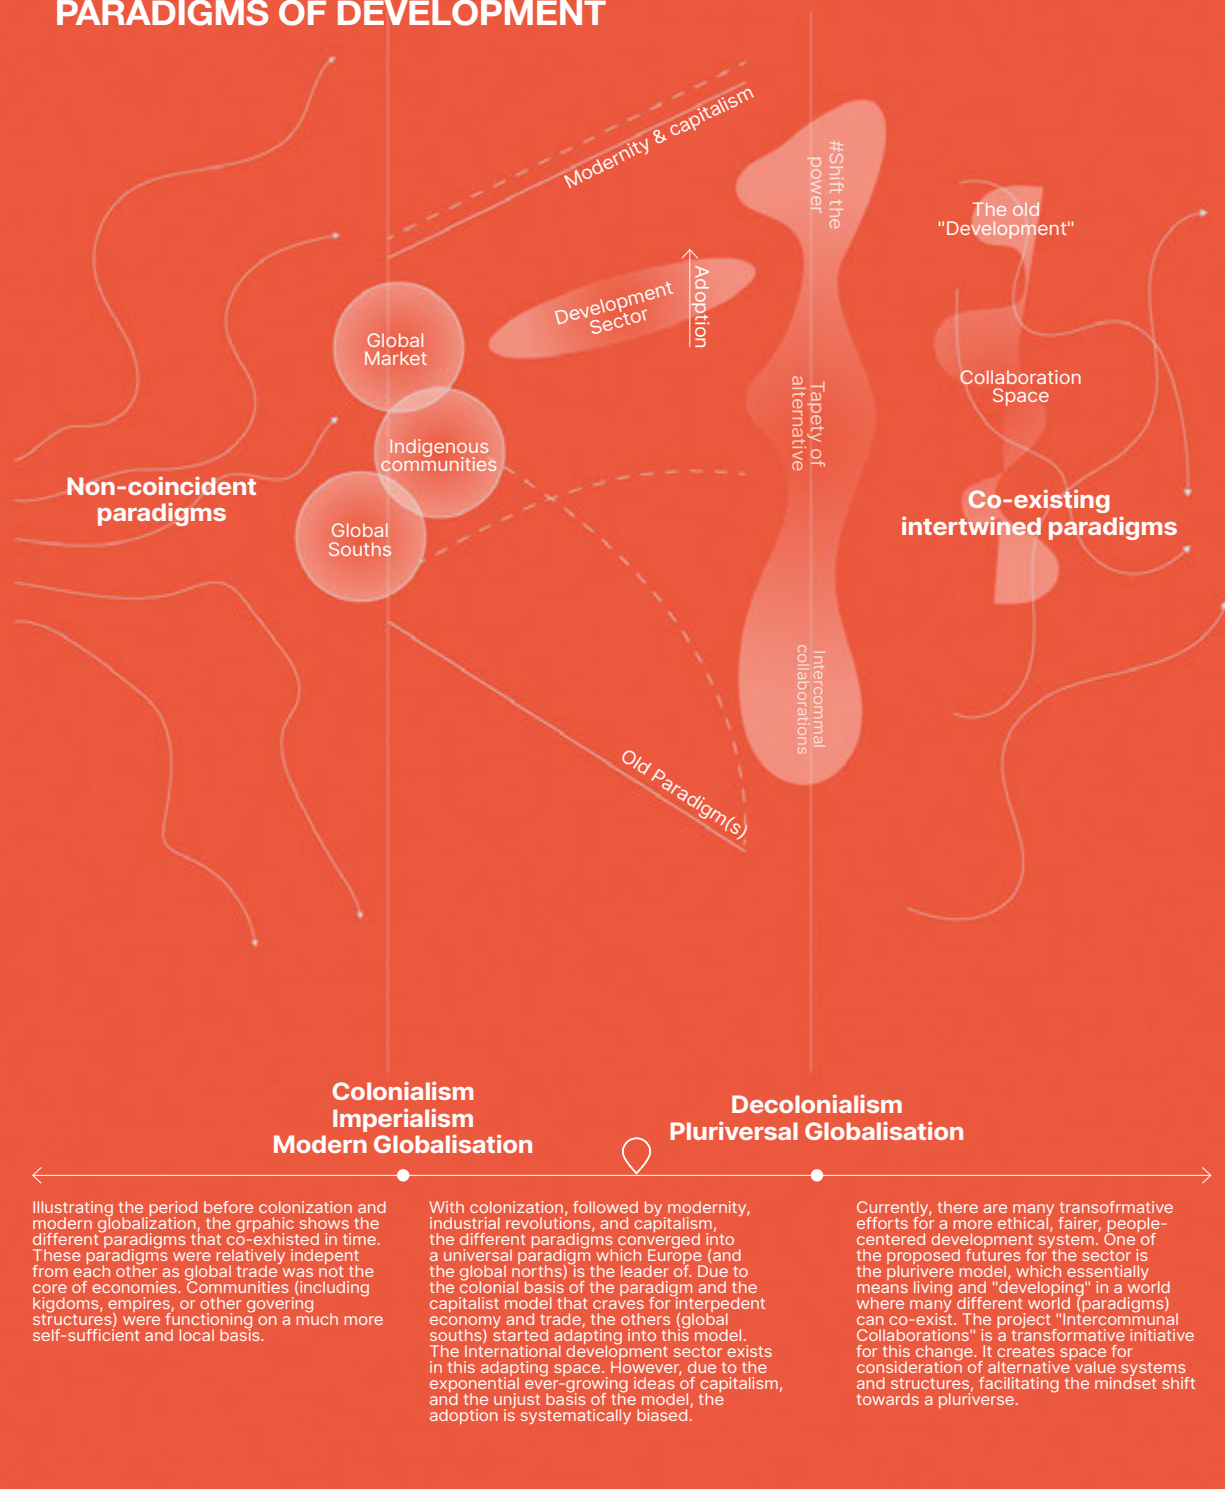 PARADIGMS OF DEVELOPMENT
Modernity & capitalism
#Shift the
power
The old
"Development"
Development
Sector
Adoption
Global
Market
Tapety of
alternative
Collaboration
Space
Indigenous
communities
Non-coincident
paradigms
Global
Souths
Co-existing
intertwined paradigms
Intercommal
collaborations
Old Paradigm(s)
Colonialism
Imperialism
Modern Globalisation
Decolonialism
Pluriversal Globalisation
Illustrating the period before colonization and
modern globalization, the grpahic shows the
different paradigms that co-exhisted in time.
These paradigms were relatively indepent
from each other as global trade was not the
core of economies. Communities (including
kigdoms, empires, or other govering
structures) were functioning on a much more
self-sufficient and local basis.
With colonization, followed by modernity,
industrial revolutions, and capitalism,
the different paradigms converged into
a universal paradigm which Europe (and
the global norths) is the leader of. Due to
the colonial basis of the paradigm and the
capitalist model that craves for interpedent
economy and trade, the others (global
souths) started adapting into this model.
The International development sector exists
in this adapting space. However, due to the
exponential ever-growing ideas of capitalism,
and the unjust basis of the model, the
adoption is systematically biased.
Currently, there are many transofrmative
efforts for a more ethical, fairer, people-
centered development system. One of
the proposed futures for the sector is
the plurivere model, which essentially
means living and "developing" in a world
where many different world (paradigms)
can co-exist. The project "Intercommunal
Collaborations" is a transformative initiative
for this change. It creates space for
consideration of alternative value systems
and structures, facilitating the mindset shift
towards a pluriverse.